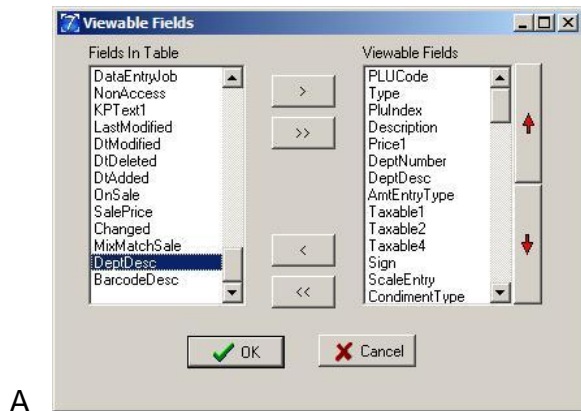 Viewable Fields
Fields In Table
DataEntryJob
NonAccess
KPText1
LastModified
DtModified
DtDeleted
DtAdded
OnSale
SalePrice
Changed
MixMatchSale
DeptDesc
BarcodeDesc
>
>>
<
<<
Viewable Fields
PLUCode
Type
PluIndex
Description
Price1
DeptNumber
DeptDesc
AmtEntryType
Taxable1
Taxable2
Taxable4
Sign
ScaleEntry
CondimentType
OK
Cancel
A